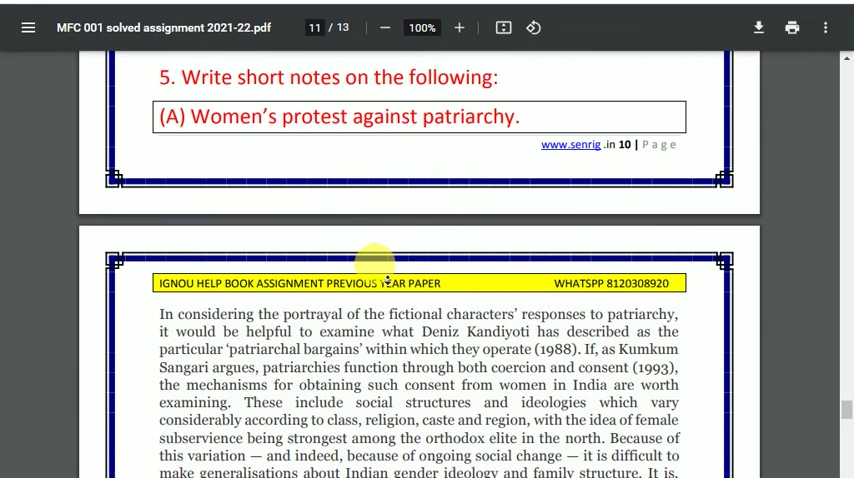 MFC 001 solved assignment 2021-22.pdf
11 / 13
100%
5. Write short notes on the following:
(A) Women’s protest against patriarchy.
www.senrig .in 10 | Page
IGNOU HELP BOOK ASSIGNMENT PREVIOUS YEAR PAPER WHATSPP 8120308920
In considering the portrayal of the fictional characters’ responses to patriarchy,
it would be helpful to examine what Deniz Kandiyoti has described as the
particular ‘patriarchal bargains’ within which they operate (1988). If, as Kumkum
Sangari argues, patriarchies function through both coercion and consent (1993),
the mechanisms for obtaining such consent from women in India are worth
examining. These include social structures and ideologies which vary
considerably according to class, religion, caste and region, with the idea of female
subservience being strongest among the orthodox elite in the north. Because of
this variation — and indeed, because of ongoing social change — it is difficult to
make generalisations about Indian gender ideology and family structure. It is,